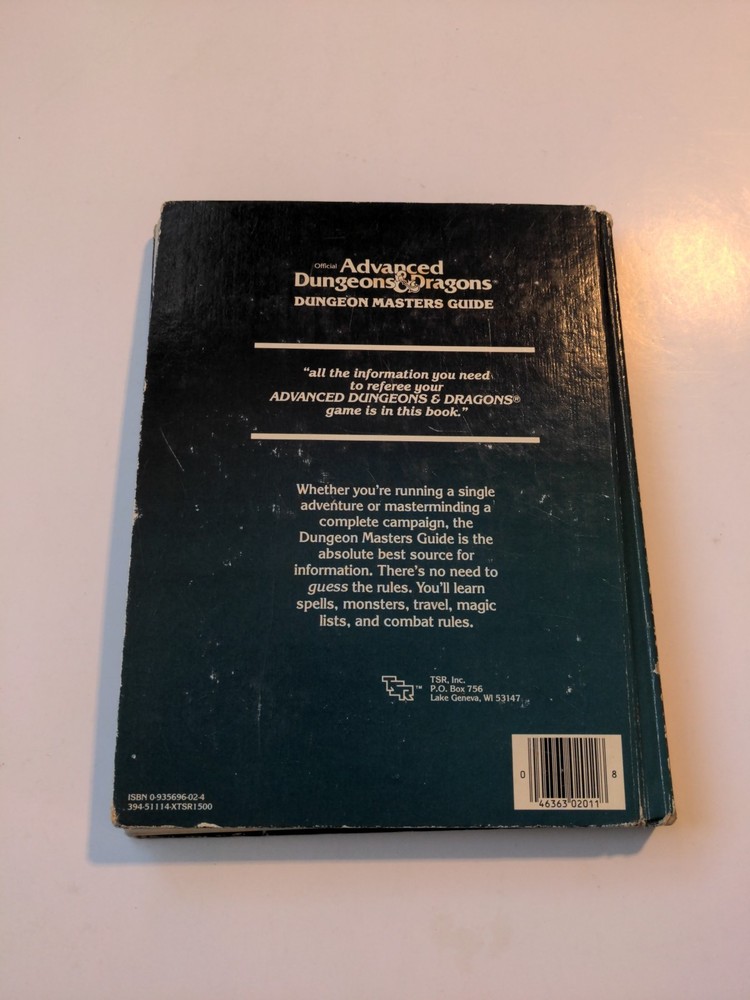 Official Advanced
Dungeons & Dragons®
DUNGEON MASTERS GUIDE
"all the information you need
to referee your
ADVANCED DUNGEONS & DRAGONS®
game is in this book."
Whether you're running a single
adventure or masterminding a
complete campaign, the
Dungeon Masters Guide is the
absolute best source for
information. There's no need to
guess the rules. You'll learn
spells, monsters, travel, magic
lists, and combat rules.
TSR™
TSR, Inc.
P.O. Box 756
Lake Geneva, WI 53147
ISBN 0-935696-02-4
394-51114-XTSR1500
0 46363 02011 8